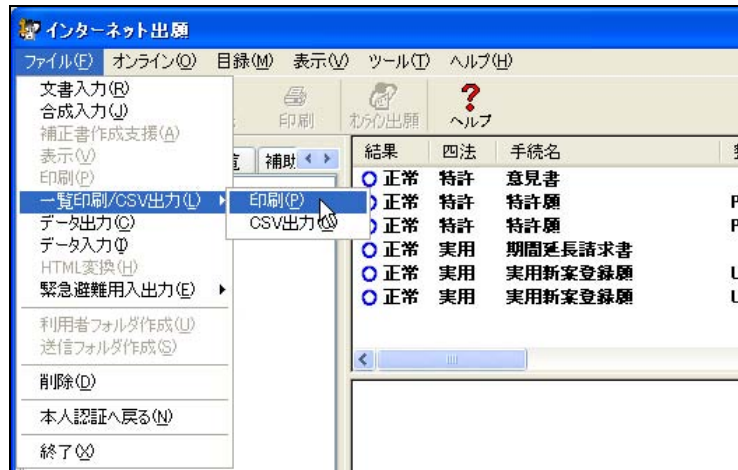 インターネット出願
ファイル(F) オンライン(O) 目録(M) 表示(V) ツール(T) ヘルプ(H)
文書入力(R)
合成入力(J)
補正書作成支援(A)
表示(V)
印刷(P)
一覧印刷/CSV出力(L)
データ出力(C)
データ入力(I)
HTML変換(H)
緊急避難用入出力(E)
利用者フォルダ作成(U)
送信フォルダ作成(S)
削除(D)
本人認証へ戻る(N)
終了(X)
印刷(P)
CSV出力
印刷 オンライン出願 ヘルプ
補助
結果 四法 手続名
正常 特許 意見書
正常 特許 特許願
正常 特許 特許願
正常 実用 期間延長請求書
正常 実用 実用新案登録願
正常 実用 実用新案登録願